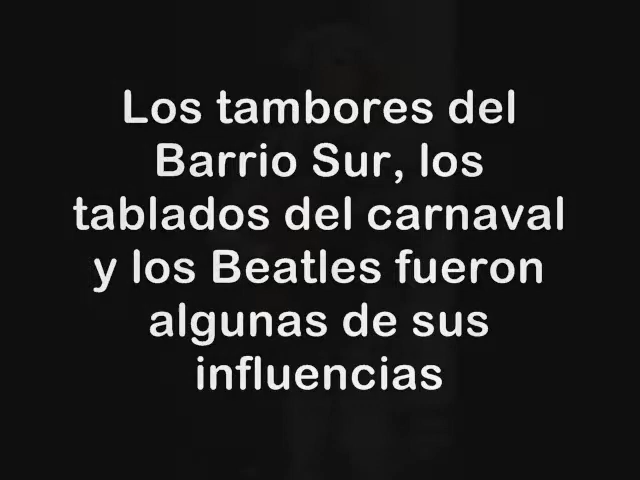 Los tambores del
Barrio Sur, los
tablados del carnaval
y los Beatles fueron
algunas de sus
influencias